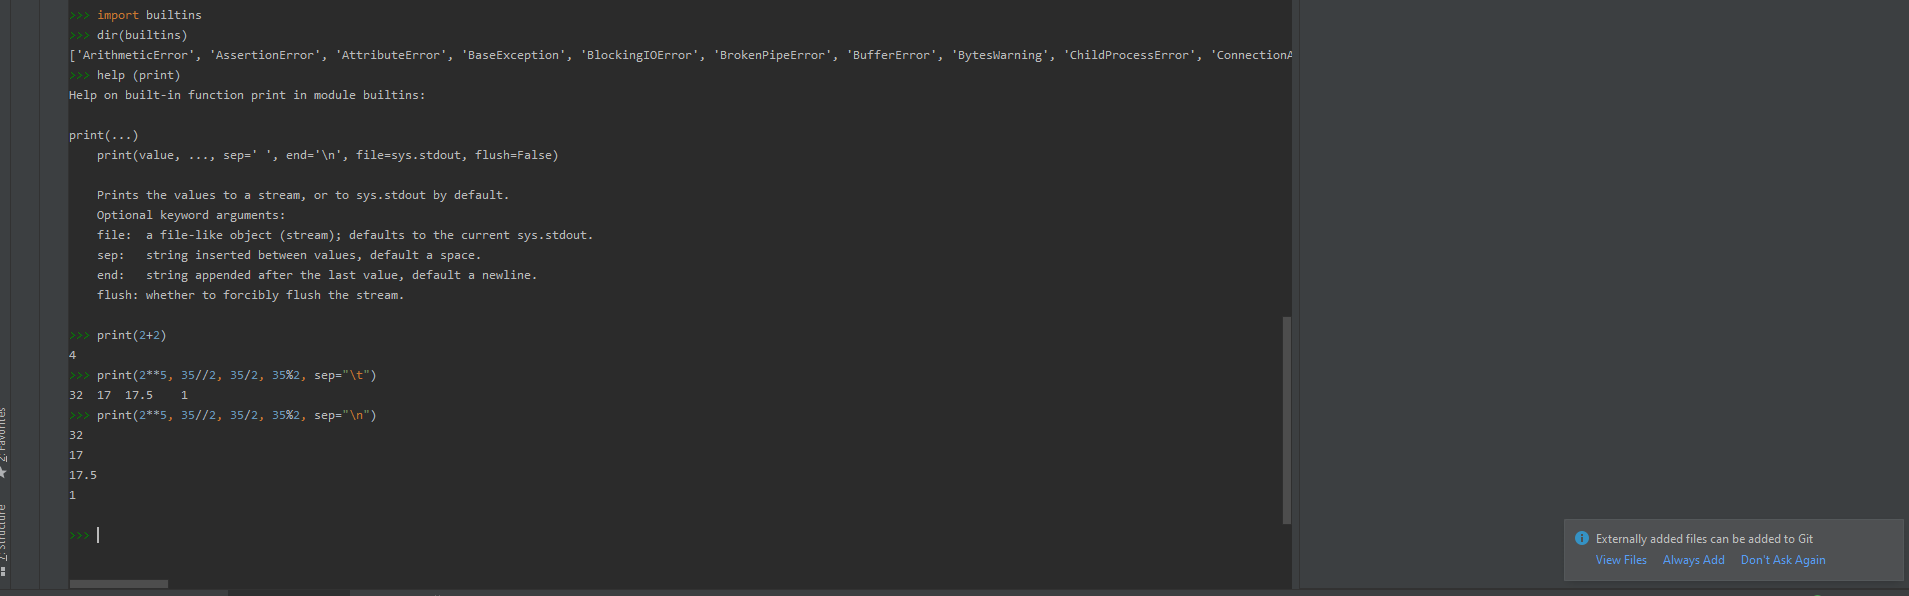 >>> import builtins
>>> dir(builtins)
['ArithmeticError', 'AssertionError', 'AttributeError', 'BaseException', 'BlockingIOError', 'BrokenPipeError', 'BufferError', 'BytesWarning', 'ChildProcessError', 'ConnectionA
>>> help (print)
Help on built-in function print in module builtins:
print(...)
    print(value, ..., sep=' ', end='\n', file=sys.stdout, flush=False)
    Prints the values to a stream, or to sys.stdout by default.
    Optional keyword arguments:
    file:  a file-like object (stream); defaults to the current sys.stdout.
    sep:   string inserted between values, default a space.
    end:   string appended after the last value, default a newline.
    flush: whether to forcibly flush the stream.
>>> print(2+2)
4
>>> print(2**5, 35//2, 35/2, 35%2, sep="\t")
32  17  17.5    1
>>> print(2**5, 35//2, 35/2, 35%2, sep="\n")
32
17
17.5
1
>>>
2: Favorites
7: Structure
Externally added files can be added to Git
View Files   Always Add   Don't Ask Again